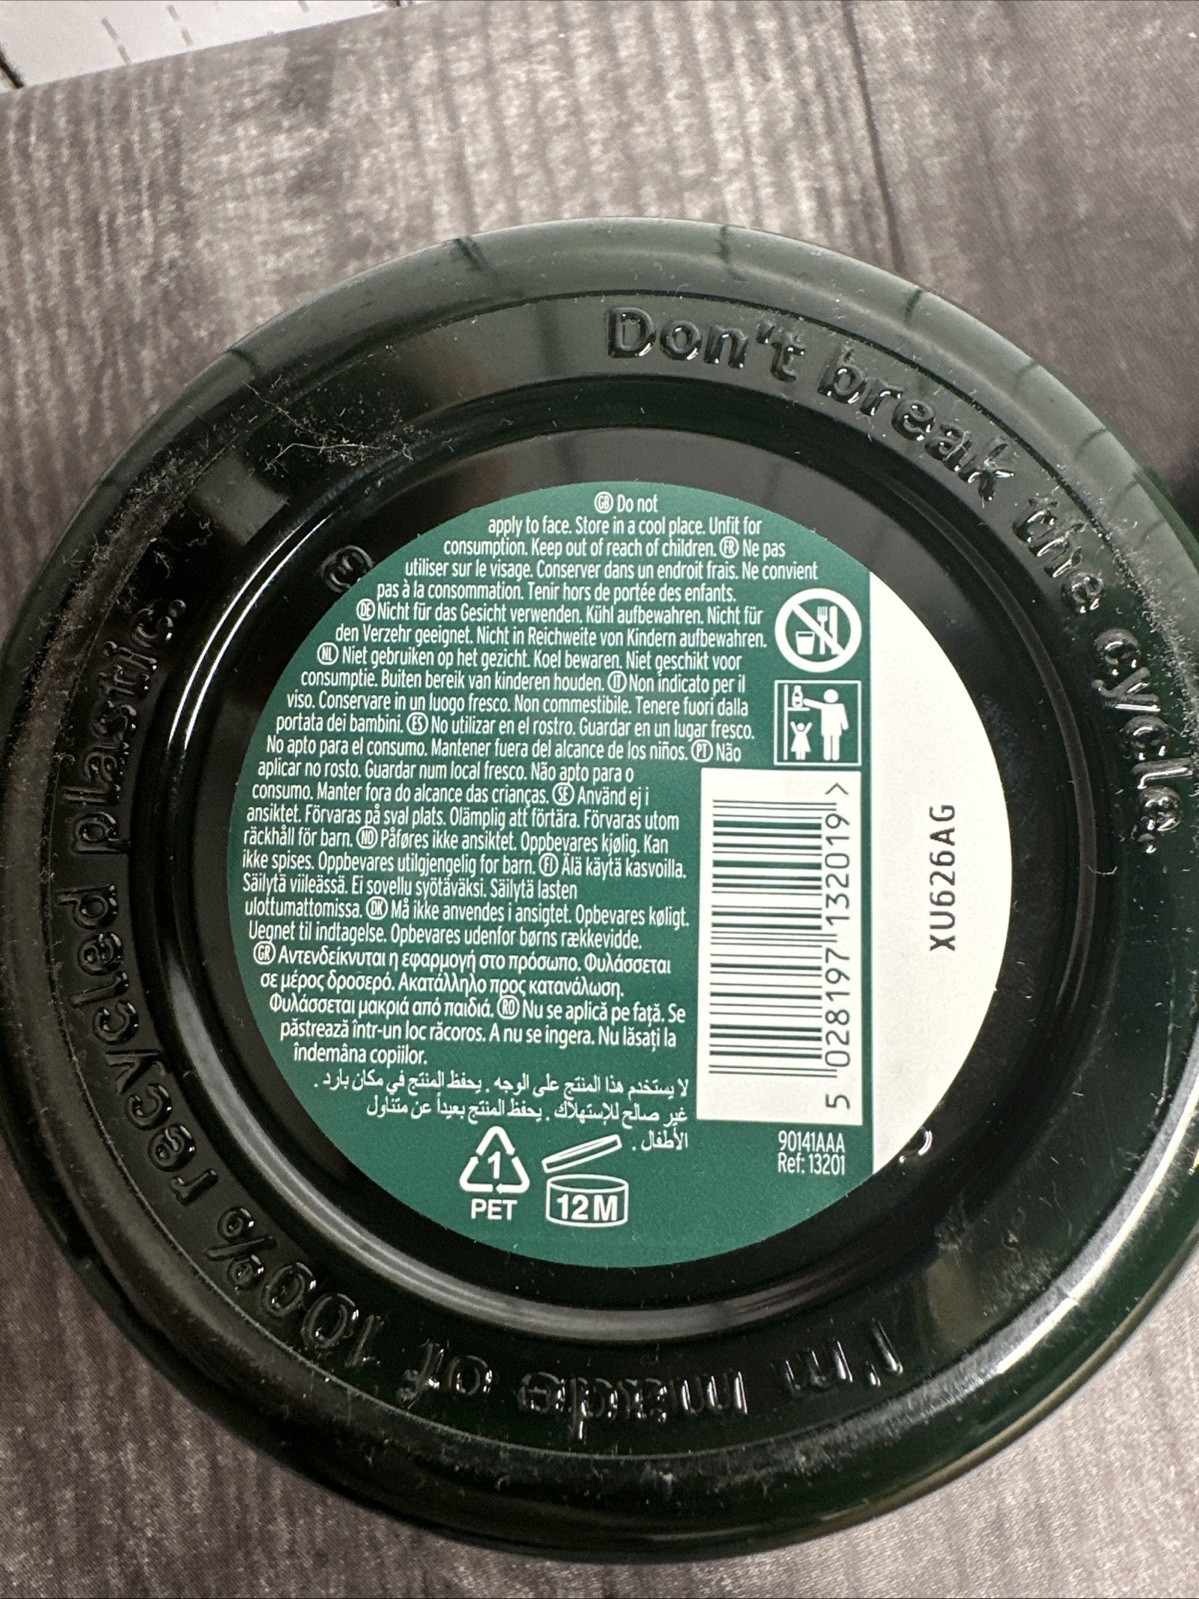 Don't break the cycle.
I'm made of 100% recycled plastic.
GB Do not
apply to face. Store in a cool place. Unfit for
consumption. Keep out of reach of children. FR Ne pas
utiliser sur le visage. Conserver dans un endroit frais. Ne convient
pas à la consommation. Tenir hors de portée des enfants.
DE Nicht für das Gesicht verwenden. Kühl aufbewahren. Nicht für
den Verzehr geeignet. Nicht in Reichweite von Kindern aufbewahren.
NL Niet gebruiken op het gezicht. Koel bewaren. Niet geschikt voor
consumptie. Buiten bereik van kinderen houden. IT Non indicato per il
viso. Conservare in un luogo fresco. Non commestibile. Tenere fuori dalla
portata dei bambini. ES No utilizar en el rostro. Guardar en un lugar fresco.
No apto para el consumo. Mantener fuera del alcance de los niños. PT Não
aplicar no rosto. Guardar num local fresco. Não apto para o
consumo. Manter fora do alcance das crianças. SE Använd ej i
ansiktet. Förvaras på sval plats. Olämplig att förtära. Förvaras utom
räckhåll för barn. NO Påføres ikke ansiktet. Oppbevares kjølig. Kan
ikke spises. Oppbevares utilgjengelig for barn. FI Älä käytä kasvoilla.
Säilytä viileässä. Ei sovellu syötäväksi. Säilytä lasten
ulottumattomissa. DK Må ikke anvendes i ansigtet. Opbevares køligt.
Uegnet til indtagelse. Opbevares udenfor børns rækkevidde.
GR Αντενδείκνυται η εφαρμογή στο πρόσωπο. Φυλάσσεται
σε μέρος δροσερό. Ακατάλληλο προς κατανάλωση.
Φυλάσσεται μακριά από παιδιά. RO Nu se aplică pe față. Se
păstrează într-un loc răcoros. A nu se ingera. Nu lăsați la
îndemâna copiilor.
لا يستخدم هذا المنتج على الوجه . يحفظ المنتج في مكان بارد .
غير صالح للإستهلاك . يحفظ المنتج بعيداً عن متناول
الأطفال .
1
PET
12M
5 028197 132019 >
90141AAA
Ref: 13201
XU626AG